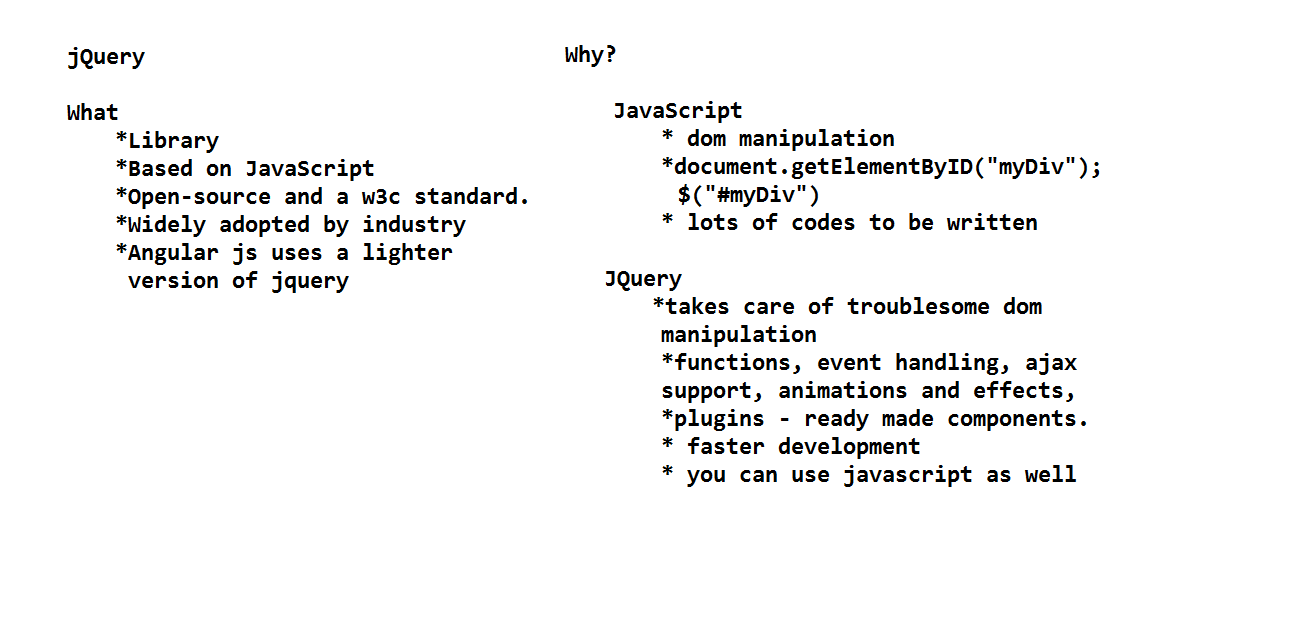 jQuery
What
*Library
*Based on JavaScript
*Open-source and a w3c standard.
*Widely adopted by industry
*Angular js uses a lighter
version of jquery
Why?
JavaScript
* dom manipulation
*document.getElementByID("myDiv");
$("#myDiv")
* lots of codes to be written
JQuery
*takes care of troublesome dom
manipulation
*functions, event handling, ajax
support, animations and effects,
*plugins - ready made components.
* faster development
* you can use javascript as well